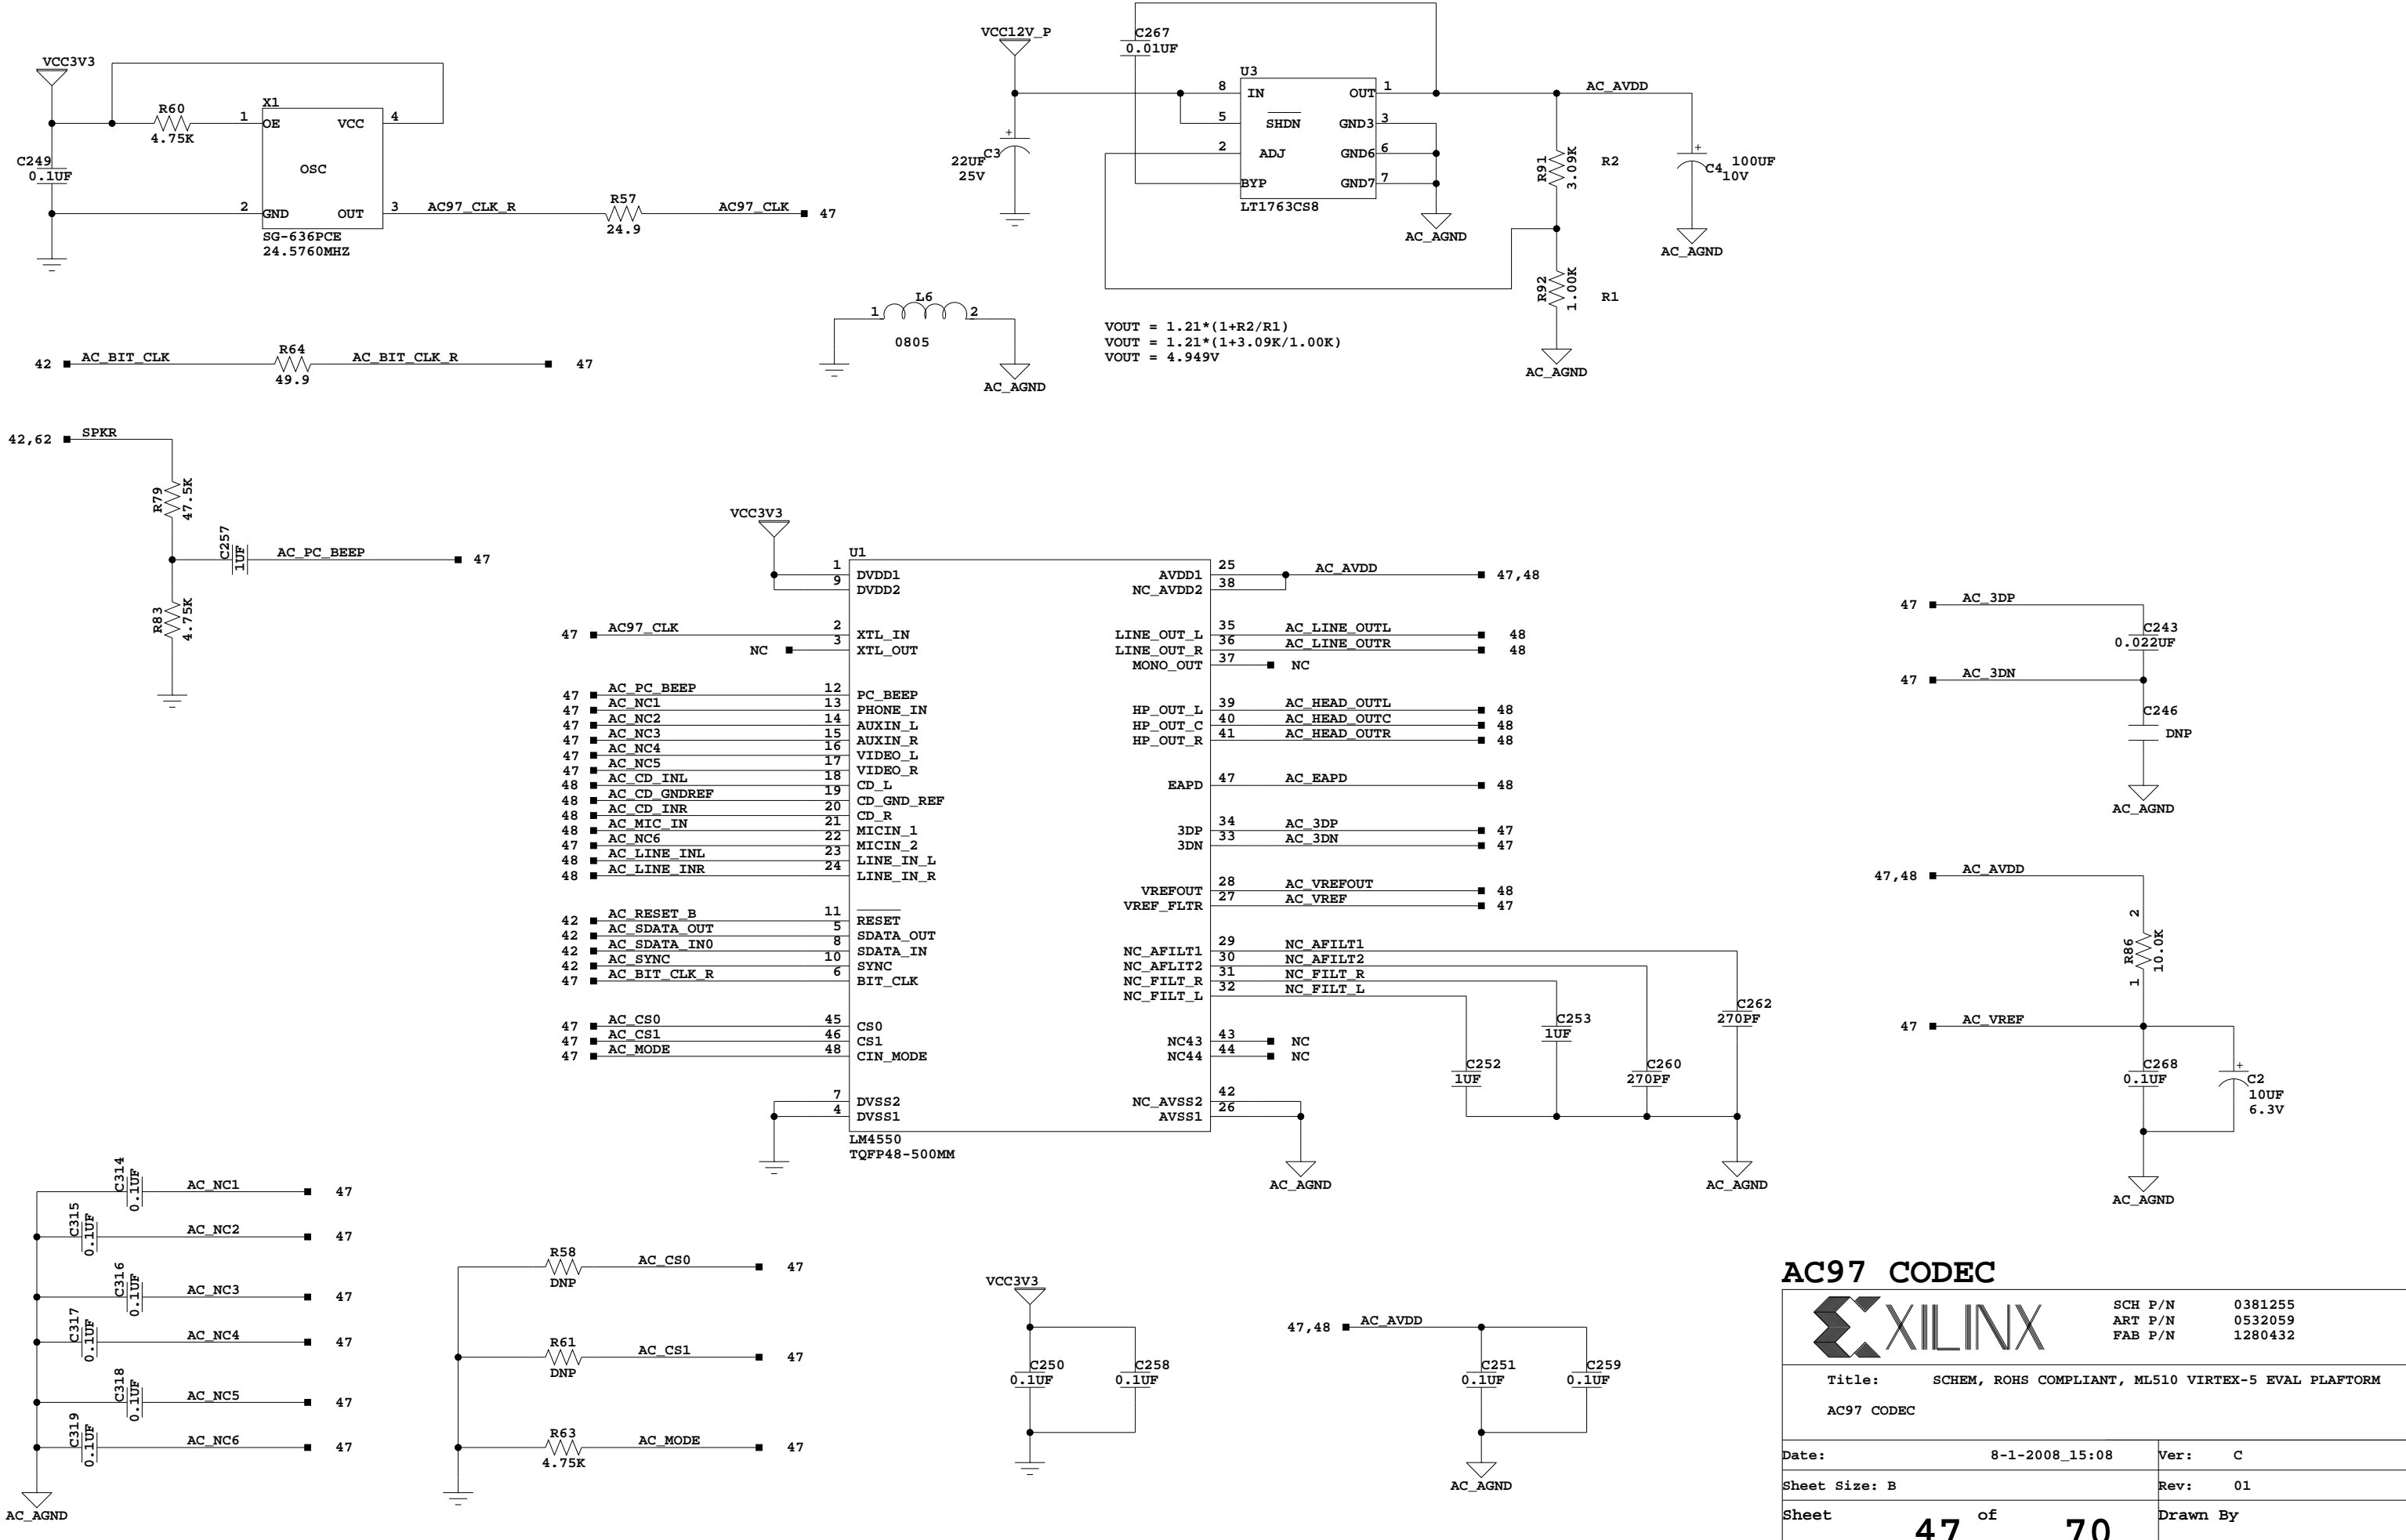 VCC3V3
R60
4.75K
X1
1
OE
VCC
4
C249
0.1UF
OSC
2
GND
OUT
3
AC97_CLK_R
R57
24.9
AC97_CLK
47
SG-636PCE
24.5760MHZ
VCC12V_P
C267
0.01UF
U3
8
IN
OUT
1
AC_AVDD
5
SHDN
GND3
3
2
ADJ
GND6
6
BYP
GND7
7
LT1763CS8
C3
22UF
25V
AC_AGND
R91
3.09K
R2
R92
1.00K
R1
AC_AGND
C4
100UF
10V
AC_AGND
VOUT = 1.21*(1+R2/R1)
VOUT = 1.21*(1+3.09K/1.00K)
VOUT = 4.949V
42
AC_BIT_CLK
R64
49.9
AC_BIT_CLK_R
47
L6
1
2
0805
AC_AGND
42,62
SPKR
R79
47.5K
C257
1UF
AC_PC_BEEP
47
R83
4.75K
VCC3V3
U1
1
DVDD1
9
DVDD2
47
AC97_CLK
2
XTL_IN
NC
3
XTL_OUT
47
AC_PC_BEEP
12
PC_BEEP
47
AC_NC1
13
PHONE_IN
47
AC_NC2
14
AUXIN_L
47
AC_NC3
15
AUXIN_R
47
AC_NC4
16
VIDEO_L
47
AC_NC5
17
VIDEO_R
48
AC_CD_INL
18
CD_L
48
AC_CD_GNDREF
19
CD_GND_REF
48
AC_CD_INR
20
CD_R
48
AC_MIC_IN
21
MICIN_1
47
AC_NC6
22
MICIN_2
48
AC_LINE_INL
23
LINE_IN_L
48
AC_LINE_INR
24
LINE_IN_R
42
AC_RESET_B
11
RESET
42
AC_SDATA_OUT
5
SDATA_OUT
42
AC_SDATA_IN0
8
SDATA_IN
42
AC_SYNC
10
SYNC
47
AC_BIT_CLK_R
6
BIT_CLK
47
AC_CS0
45
CS0
47
AC_CS1
46
CS1
47
AC_MODE
48
CIN_MODE
7
DVSS2
4
DVSS1
LM4550
TQFP48-500MM
AVDD1
25
AC_AVDD
47,48
NC_AVDD2
38
LINE_OUT_L
35
AC_LINE_OUTL
48
LINE_OUT_R
36
AC_LINE_OUTR
48
MONO_OUT
37
NC
HP_OUT_L
39
AC_HEAD_OUTL
48
HP_OUT_C
40
AC_HEAD_OUTC
48
HP_OUT_R
41
AC_HEAD_OUTR
48
EAPD
47
AC_EAPD
48
3DP
34
AC_3DP
47
3DN
33
AC_3DN
47
VREFOUT
28
AC_VREFOUT
48
VREF_FLTR
27
AC_VREF
47
NC_AFILT1
29
NC_AFILT1
NC_AFLIT2
30
NC_AFILT2
NC_FILT_R
31
NC_FILT_R
NC_FILT_L
32
NC_FILT_L
NC43
43
NC
NC44
44
NC
NC_AVSS2
42
AVSS1
26
AC_AGND
C252
1UF
C253
1UF
C260
270PF
C262
270PF
AC_AGND
47
AC_3DP
C243
0.022UF
47
AC_3DN
C246
DNP
AC_AGND
47,48
AC_AVDD
2
R86
10.0K
1
47
AC_VREF
C268
0.1UF
C2
10UF
6.3V
AC_AGND
C314
0.1UF
AC_NC1
47
C315
0.1UF
AC_NC2
47
C316
0.1UF
AC_NC3
47
C317
0.1UF
AC_NC4
47
C318
0.1UF
AC_NC5
47
C319
0.1UF
AC_NC6
47
AC_AGND
R58
DNP
AC_CS0
47
R61
DNP
AC_CS1
47
R63
4.75K
AC_MODE
47
VCC3V3
C250
0.1UF
C258
0.1UF
47,48
AC_AVDD
C251
0.1UF
C259
0.1UF
AC_AGND
AC97 CODEC
XILINX
SCH P/N 0381255
ART P/N 0532059
FAB P/N 1280432
Title: SCHEM, ROHS COMPLIANT, ML510 VIRTEX-5 EVAL PLAFTORM
AC97 CODEC
Date: 8-1-2008_15:08
Ver: C
Sheet Size: B
Rev: 01
Sheet 47 of 70
Drawn By